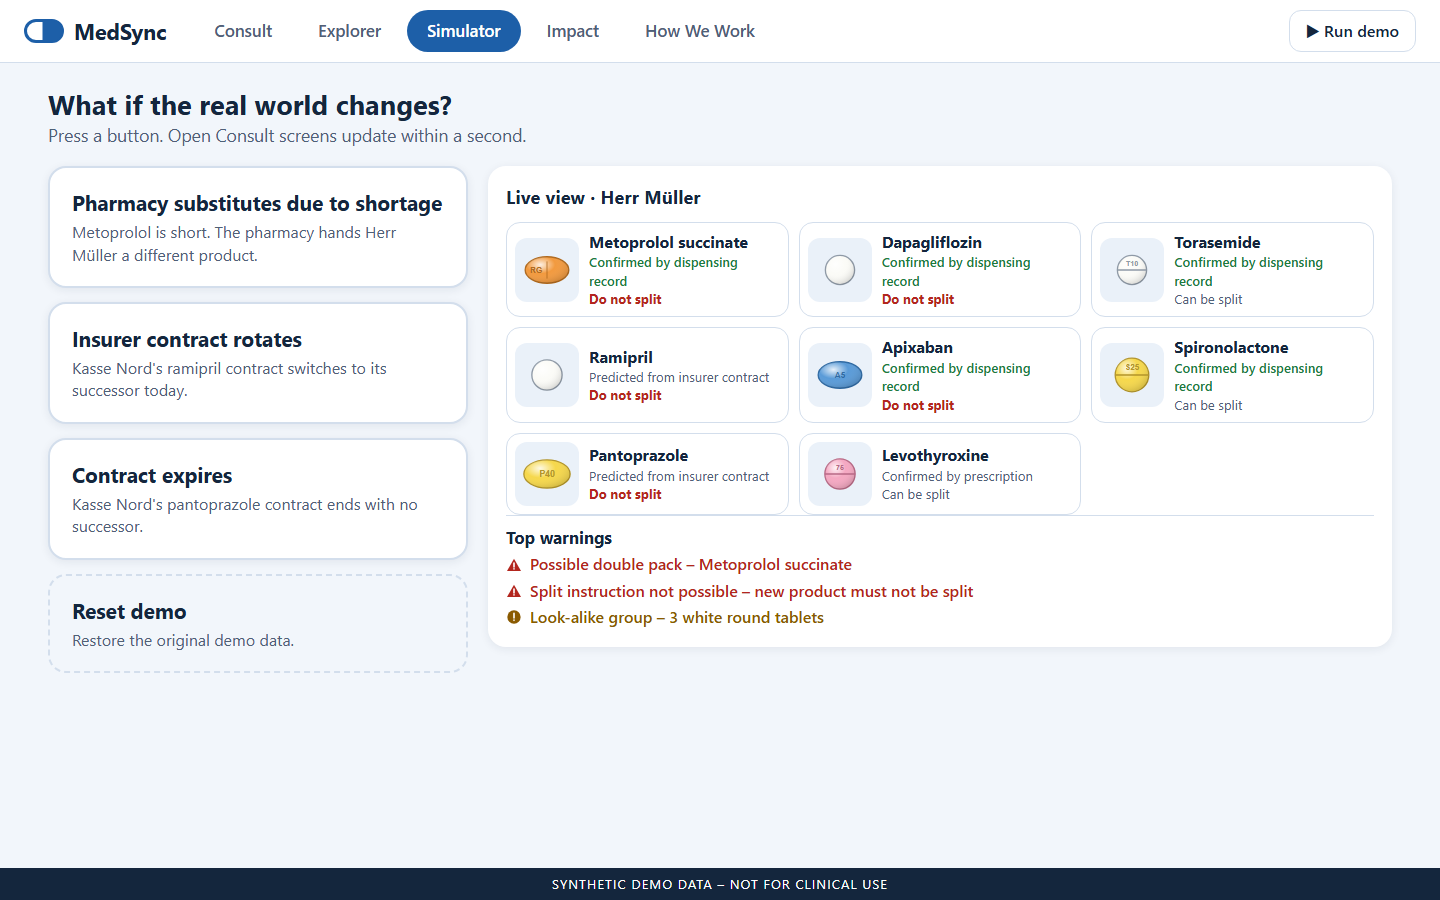 MedSync
Consult
Explorer
Simulator
Impact
How We Work
▶ Run demo
What if the real world changes?
Press a button. Open Consult screens update within a second.
Pharmacy substitutes due to shortage
Metoprolol is short. The pharmacy hands Herr
Müller a different product.
Insurer contract rotates
Kasse Nord's ramipril contract switches to its
successor today.
Contract expires
Kasse Nord's pantoprazole contract ends with no
successor.
Reset demo
Restore the original demo data.
Live view · Herr Müller
RG
Metoprolol succinate
Confirmed by dispensing
record
Do not split
Dapagliflozin
Confirmed by dispensing
record
Do not split
T10
Torasemide
Confirmed by dispensing
record
Can be split
Ramipril
Predicted from insurer contract
Do not split
A5
Apixaban
Confirmed by dispensing
record
Do not split
S25
Spironolactone
Confirmed by dispensing
record
Can be split
P40
Pantoprazole
Predicted from insurer contract
Do not split
Levothyroxine
Confirmed by prescription
Can be split
Top warnings
Possible double pack – Metoprolol succinate
Split instruction not possible – new product must not be split
Look-alike group – 3 white round tablets
SYNTHETIC DEMO DATA – NOT FOR CLINICAL USE